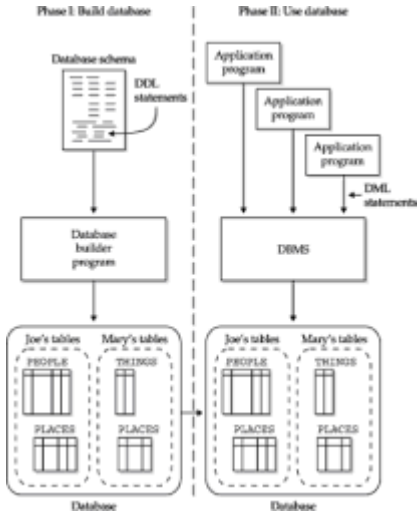 Phase I: Build database
Database schema
DDL
statements
Database
builder
program
Joe's tables
Mary's tables
PEOPLE
THINGS
PLACES
PLACES
Database
Phase II: Use database
Application
program
Application
program
Application
program
DML
statements
DBMS
Joe's tables
Mary's tables
PEOPLE
THINGS
PLACES
PLACES
Database